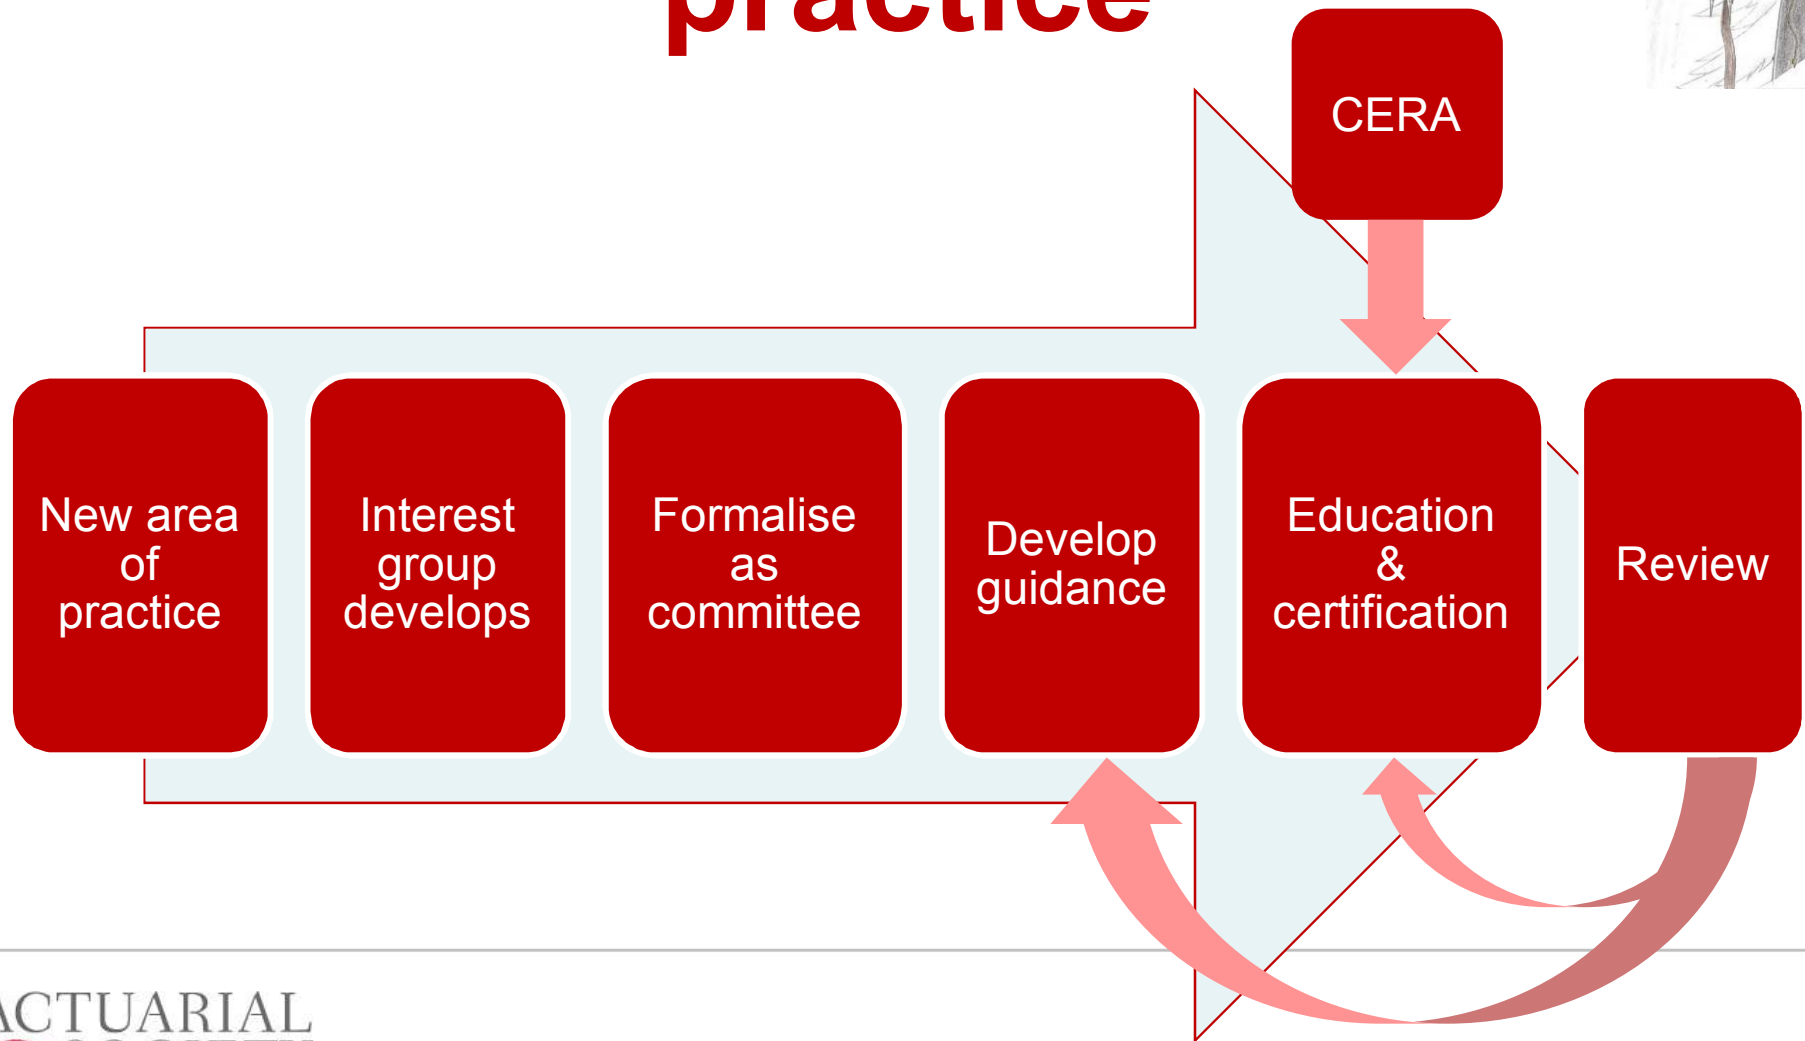 practice
CERA
New area
of
practice
Interest
group
develops
Formalise
as
committee
Develop
guidance
Education
&
certification
Review
ACTUARIAL